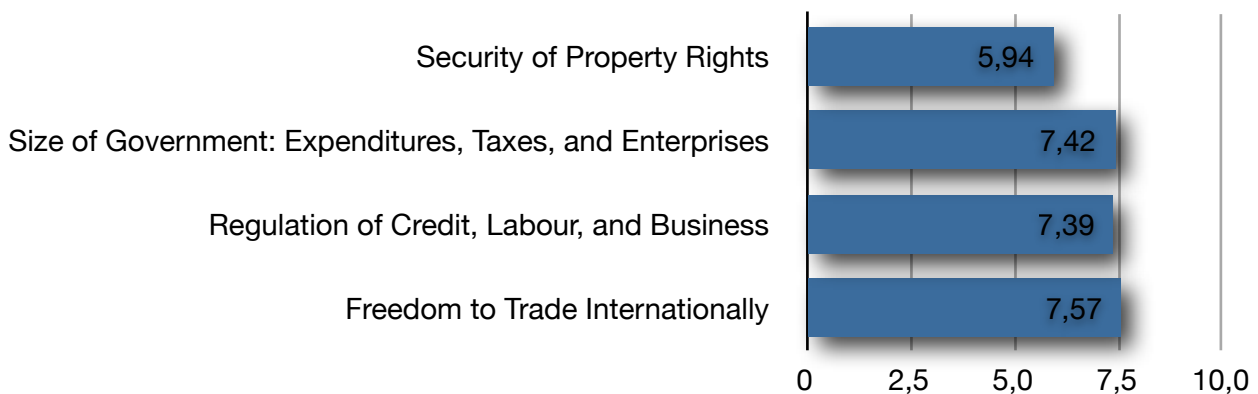 Security of Property Rights 5,94
Size of Government: Expenditures, Taxes, and Enterprises 7,42
Regulation of Credit, Labour, and Business 7,39
Freedom to Trade Internationally 7,57
0 2,5 5,0 7,5 10,0